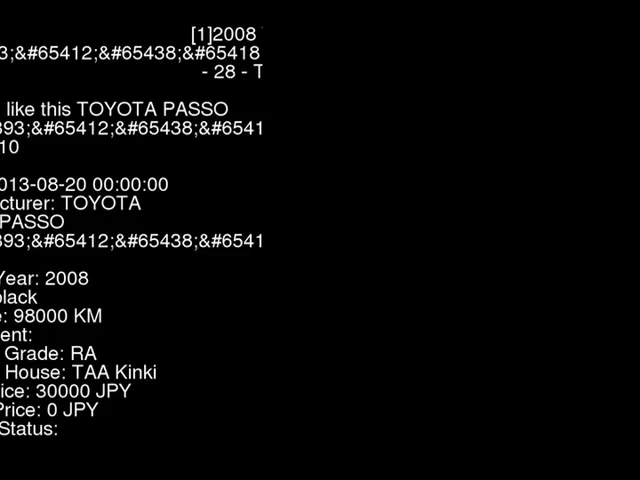 [1]2008
3;&#65412;&#65438;&#65418
- 28 - T
like this TOYOTA PASSO
393;&#65412;&#65438;&#6541
10
013-08-20 00:00:00
cturer: TOYOTA
PASSO
393;&#65412;&#65438;&#6541
Year: 2008
black
e: 98000 KM
ent:
Grade: RA
House: TAA Kinki
ice: 30000 JPY
Price: 0 JPY
Status: